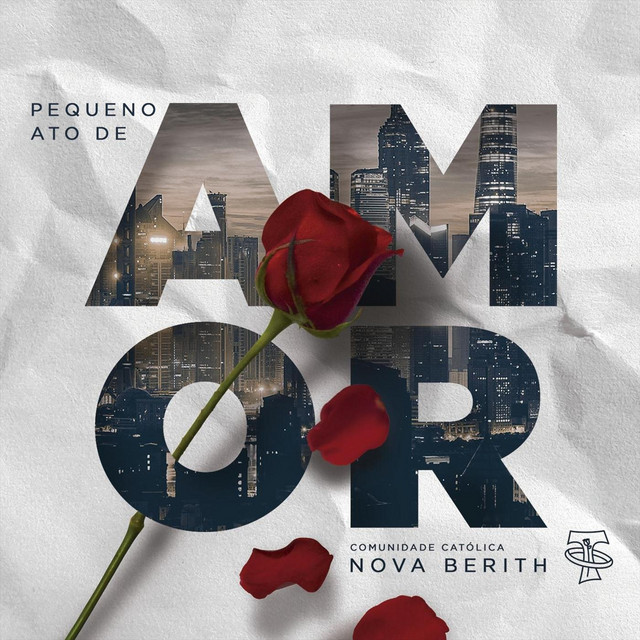 PEQUENO
ATO DE
AM
OR
COMUNIDADE CATÓLICA
NOVA BERITH